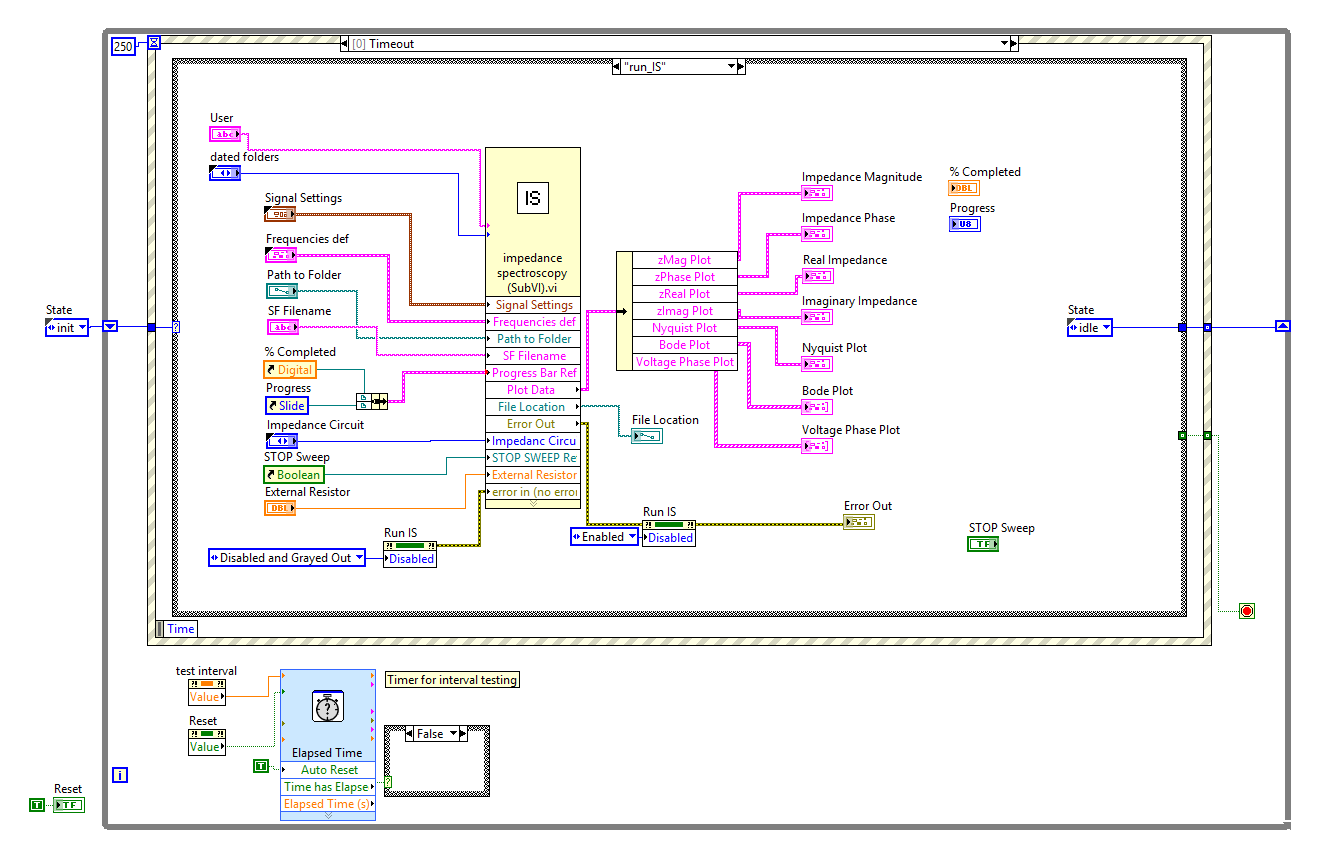 250
[0] Timeout
"run_IS"
User
abc
dated folders
Signal Settings
Frequencies def
Path to Folder
SF Filename
abc
% Completed
Digital
Progress
Slide
Impedance Circuit
STOP Sweep
Boolean
External Resistor
DBL
State
init
IS
impedance
spectroscopy
(SubVI).vi
Signal Settings
Frequencies def
Path to Folder
SF Filename
Progress Bar Ref
Plot Data
File Location
Error Out
Impedanc Circu
STOP SWEEP Re
External Resistor
error in (no erroi
Run IS
Disabled
Disabled and Grayed Out
zMag Plot
zPhase Plot
zReal Plot
zImag Plot
Nyquist Plot
Bode Plot
Voltage Phase Plot
File Location
Run IS
Enabled
Disabled
Impedance Magnitude
Impedance Phase
Real Impedance
Imaginary Impedance
Nyquist Plot
Bode Plot
Voltage Phase Plot
Error Out
% Completed
DBL
Progress
U8
State
idle
STOP Sweep
TF
Time
test interval
Value
Reset
Value
T
?
Elapsed Time
Auto Reset
Time has Elapse
Elapsed Time (s)
Timer for interval testing
False
?
i
Reset
T
TF